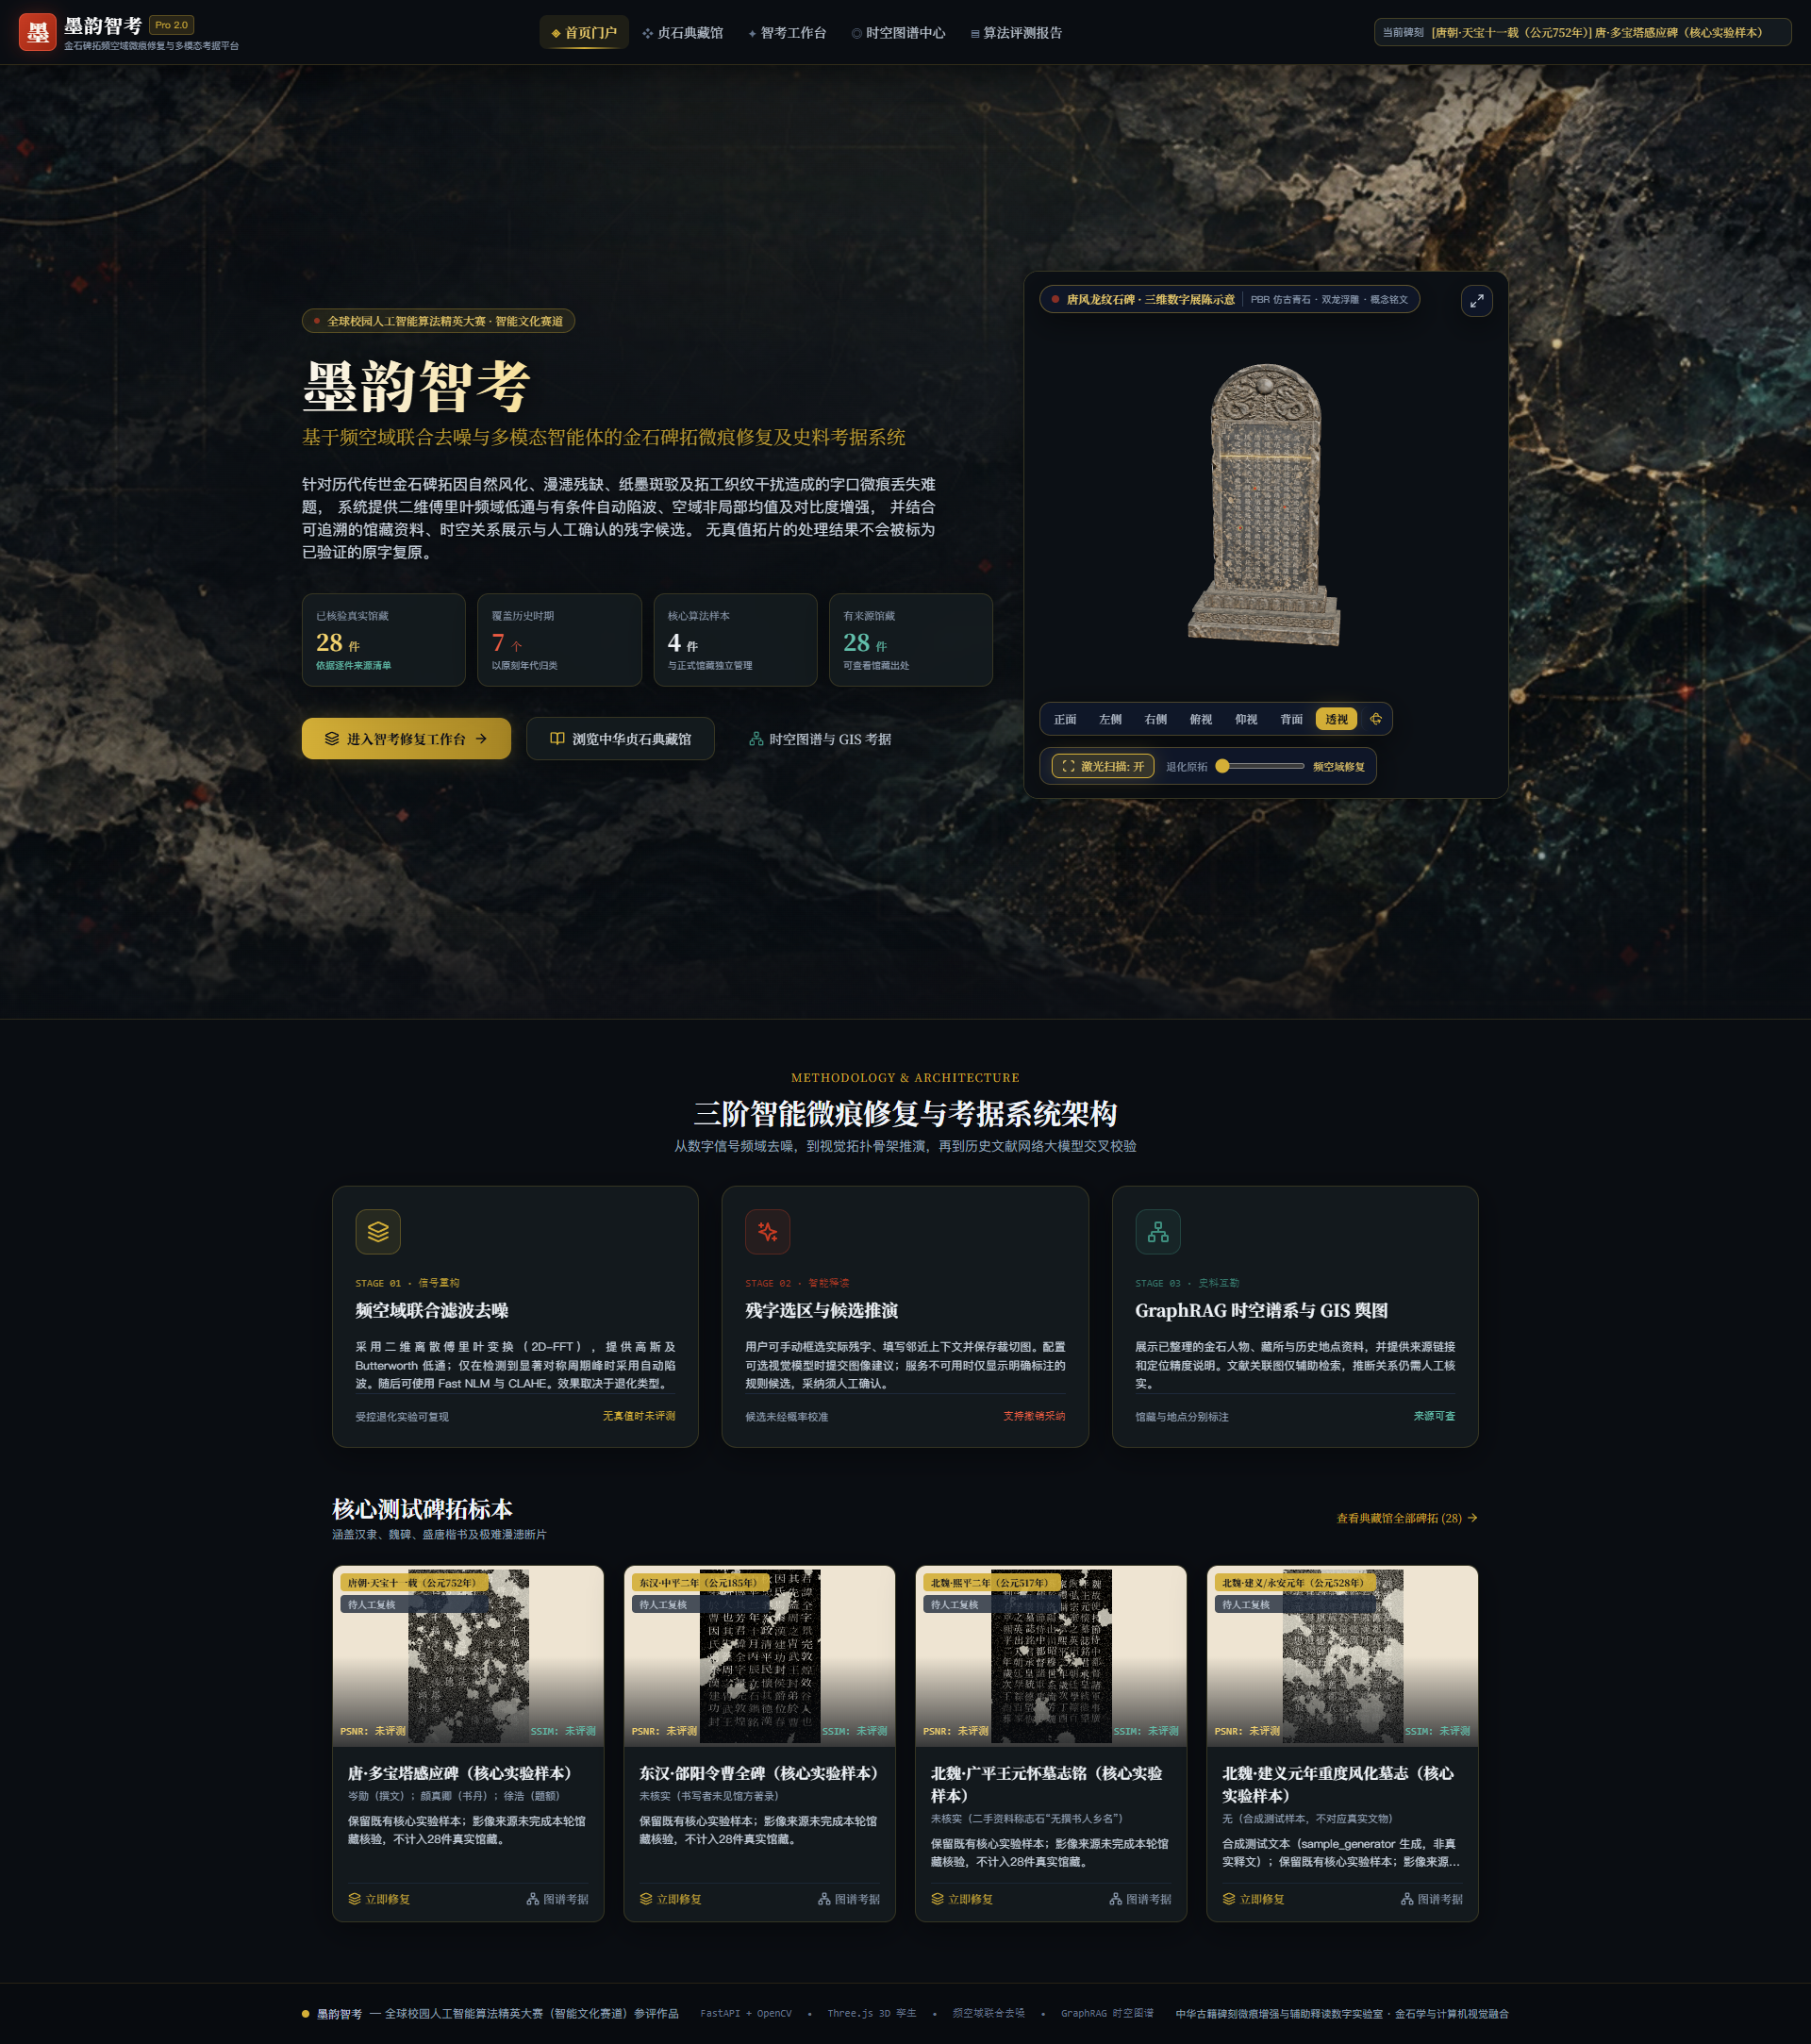 墨 墨韵智考 Pro 2.0
金石碑拓频空域微痕修复与多模态考据平台
首页门户 贞石典藏馆 智考工作台 时空图谱中心 算法评测报告
当前碑刻 [唐朝·天宝十一载（公元752年）] 唐·多宝塔感应碑（核心实验样本）
全球校园人工智能算法精英大赛 · 智能文化赛道
墨韵智考
基于频空域联合去噪与多模态智能体的金石碑拓微痕修复及史料考据系统
针对历代传世金石碑拓因自然风化、漫漶残缺、纸墨斑驳及拓工织纹干扰造成的字口微痕丢失难
题， 系统提供二维傅里叶频域低通与有条件自动陷波、空域非局部均值及对比度增强， 并结合
可追溯的馆藏资料、时空关系展示与人工确认的残字候选。 无真值拓片的处理结果不会被标为
已验证的原字复原。
已核验真实馆藏
28 件
依据逐件来源清单
覆盖历史时期
7 个
以原刻年代归类
核心算法样本
4 件
与正式馆藏独立管理
有来源馆藏
28 件
可查看馆藏出处
进入智考修复工作台
浏览中华贞石典藏馆
时空图谱与 GIS 考据
唐风龙纹石碑 · 三维数字展陈示意 PBR 仿古青石 · 双龙浮雕 · 概念铭文
正面 左侧 右侧 俯视 仰视 背面 透视
激光扫描: 开 退化原拓 频空域修复
METHODOLOGY & ARCHITECTURE
三阶智能微痕修复与考据系统架构
从数字信号频域去噪，到视觉拓扑骨架推演，再到历史文献网络大模型交叉校验
STAGE 01 · 信号重构
频空域联合滤波去噪
采用二维离散傅里叶变换（2D-FFT），提供高斯及
Butterworth 低通；仅在检测到显著对称周期峰时采用自动陷
波。随后可使用 Fast NLM 与 CLAHE。效果取决于退化类型。
受控退化实验可复现 无真值时未评测
STAGE 02 · 智能释读
残字选区与候选推演
用户可手动框选实际残字、填写邻近上下文并保存裁切图。配置
可选视觉模型时提交图像建议；服务不可用时仅显示明确标注的
规则候选，采纳须人工确认。
候选未经概率校准 支持撤销采纳
STAGE 03 · 史料互勘
GraphRAG 时空谱系与 GIS 舆图
展示已整理的金石人物、藏所与历史地点资料，并提供来源链接
和定位精度说明。文献关联图仅辅助检索，推断关系仍需人工核
实。
馆藏与地点分别标注 来源可查
核心测试碑拓标本
涵盖汉隶、魏碑、盛唐楷书及极难漫漶断片
查看典藏馆全部碑拓 (28)
唐朝·天宝十一载（公元752年）
待人工复核
PSNR: 未评测 SSIM: 未评测
唐·多宝塔感应碑（核心实验样本）
岑勋（撰文）；颜真卿（书丹）；徐浩（题额）
保留既有核心实验样本；影像来源未完成本轮馆
藏核验，不计入28件真实馆藏。
立即修复 图谱考据
东汉·中平二年（公元185年）
待人工复核
PSNR: 未评测 SSIM: 未评测
东汉·郃阳令曹全碑（核心实验样本）
未核实（书写者未见馆方著录）
保留既有核心实验样本；影像来源未完成本轮馆
藏核验，不计入28件真实馆藏。
立即修复 图谱考据
北魏·熙平二年（公元517年）
待人工复核
PSNR: 未评测 SSIM: 未评测
北魏·广平王元怀墓志铭（核心实验
样本）
未核实（二手资料称志石“无撰书人乡名”）
保留既有核心实验样本；影像来源未完成本轮馆
藏核验，不计入28件真实馆藏。
立即修复 图谱考据
北魏·建义/永安元年（公元528年）
待人工复核
PSNR: 未评测 SSIM: 未评测
北魏·建义元年重度风化墓志（核心
实验样本）
无（合成测试样本，不对应真实文物）
合成测试文本（sample_generator 生成，非真
实释文）；保留既有核心实验样本；影像来源...
立即修复 图谱考据
墨韵智考 — 全球校园人工智能算法精英大赛（智能文化赛道）参评作品 FastAPI + OpenCV • Three.js 3D 孪生 • 频空域联合去噪 • GraphRAG 时空图谱 中华古籍碑刻微痕增强与辅助释读数字实验室 · 金石学与计算机视觉融合